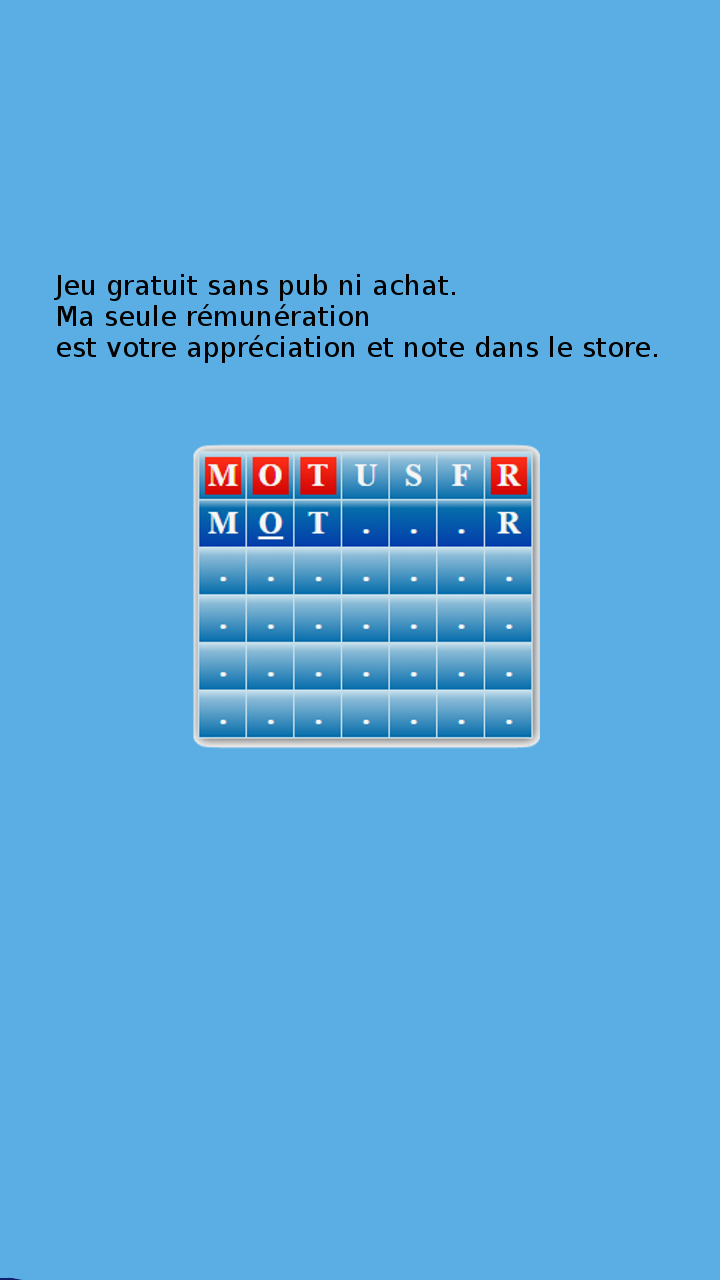 Jeu gratuit sans pub ni achat.
Ma seule rémunération
est votre appréciation et note dans le store.
M O T U S F R
M O T . . . R
. . . . . . .
. . . . . . .
. . . . . . .
. . . . . . .